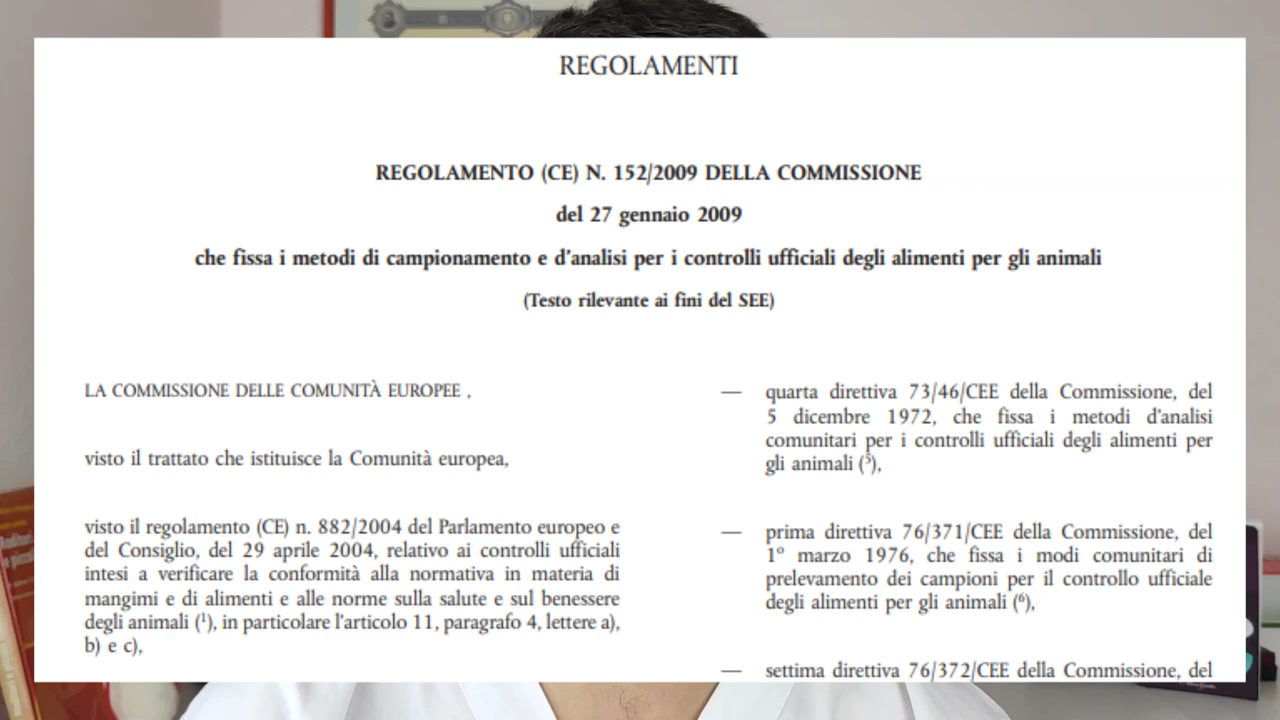 REGOLAMENTI
REGOLAMENTO (CE) N. 152/2009 DELLA COMMISSIONE
del 27 gennaio 2009
che fissa i metodi di campionamento e d'analisi per i controlli ufficiali degli alimenti per gli animali
(Testo rilevante ai fini del SEE)
LA COMMISSIONE DELLE COMUNITÀ EUROPEE ,
visto il trattato che istituisce la Comunità europea,
visto il regolamento (CE) n. 882/2004 del Parlamento europeo e
del Consiglio, del 29 aprile 2004, relativo ai controlli ufficiali
intesi a verificare la conformità alla normativa in materia di
mangimi e di alimenti e alle norme sulla salute e sul benessere
degli animali (¹), in particolare l'articolo 11, paragrafo 4, lettere a),
b) e c),
— quarta direttiva 73/46/CEE della Commissione, del
5 dicembre 1972, che fissa i metodi d'analisi
comunitari per i controlli ufficiali degli alimenti per
gli animali (⁵),
— prima direttiva 76/371/CEE della Commissione, del
1º marzo 1976, che fissa i modi comunitari di
prelevamento dei campioni per il controllo ufficiale
degli alimenti per gli animali (⁶),
— settima direttiva 76/372/CEE della Commissione, del